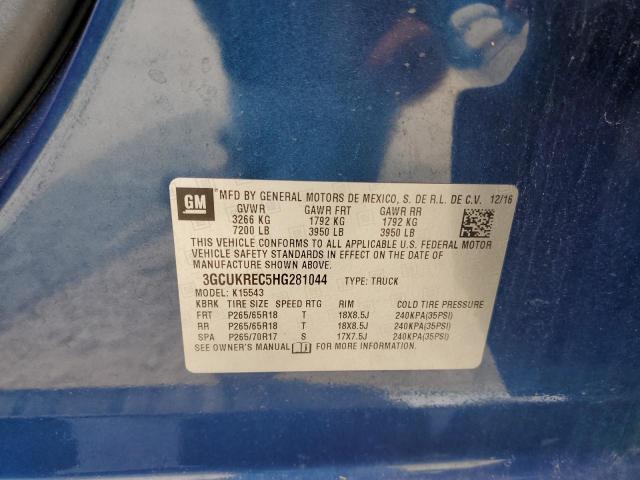 GM MFD BY GENERAL MOTORS DE MEXICO, S. DE R.L. DE C.V. 12/16
GVWR GAWR FRT GAWR RR
3266 KG 1792 KG 1792 KG
7200 LB 3950 LB 3950 LB
THIS VEHICLE CONFORMS TO ALL APPLICABLE U.S. FEDERAL MOTOR
VEHICLE SAFETY STANDARDS IN EFFECT ON THE DATE OF MANUFACTURE
SHOWN ABOVE.
3GCUKREC5HG281044 TYPE: TRUCK
MODEL: K15543
KBRK TIRE SIZE SPEED RTG RIM COLD TIRE PRESSURE
FRT P265/65R18 T 18X8.5J 240KPA(35PSI)
RR P265/65R18 T 18X8.5J 240KPA(35PSI)
SPA P265/70R17 S 17X7.5J 240KPA(35PSI)
SEE OWNER'S MANUAL FOR MORE INFORMATION.